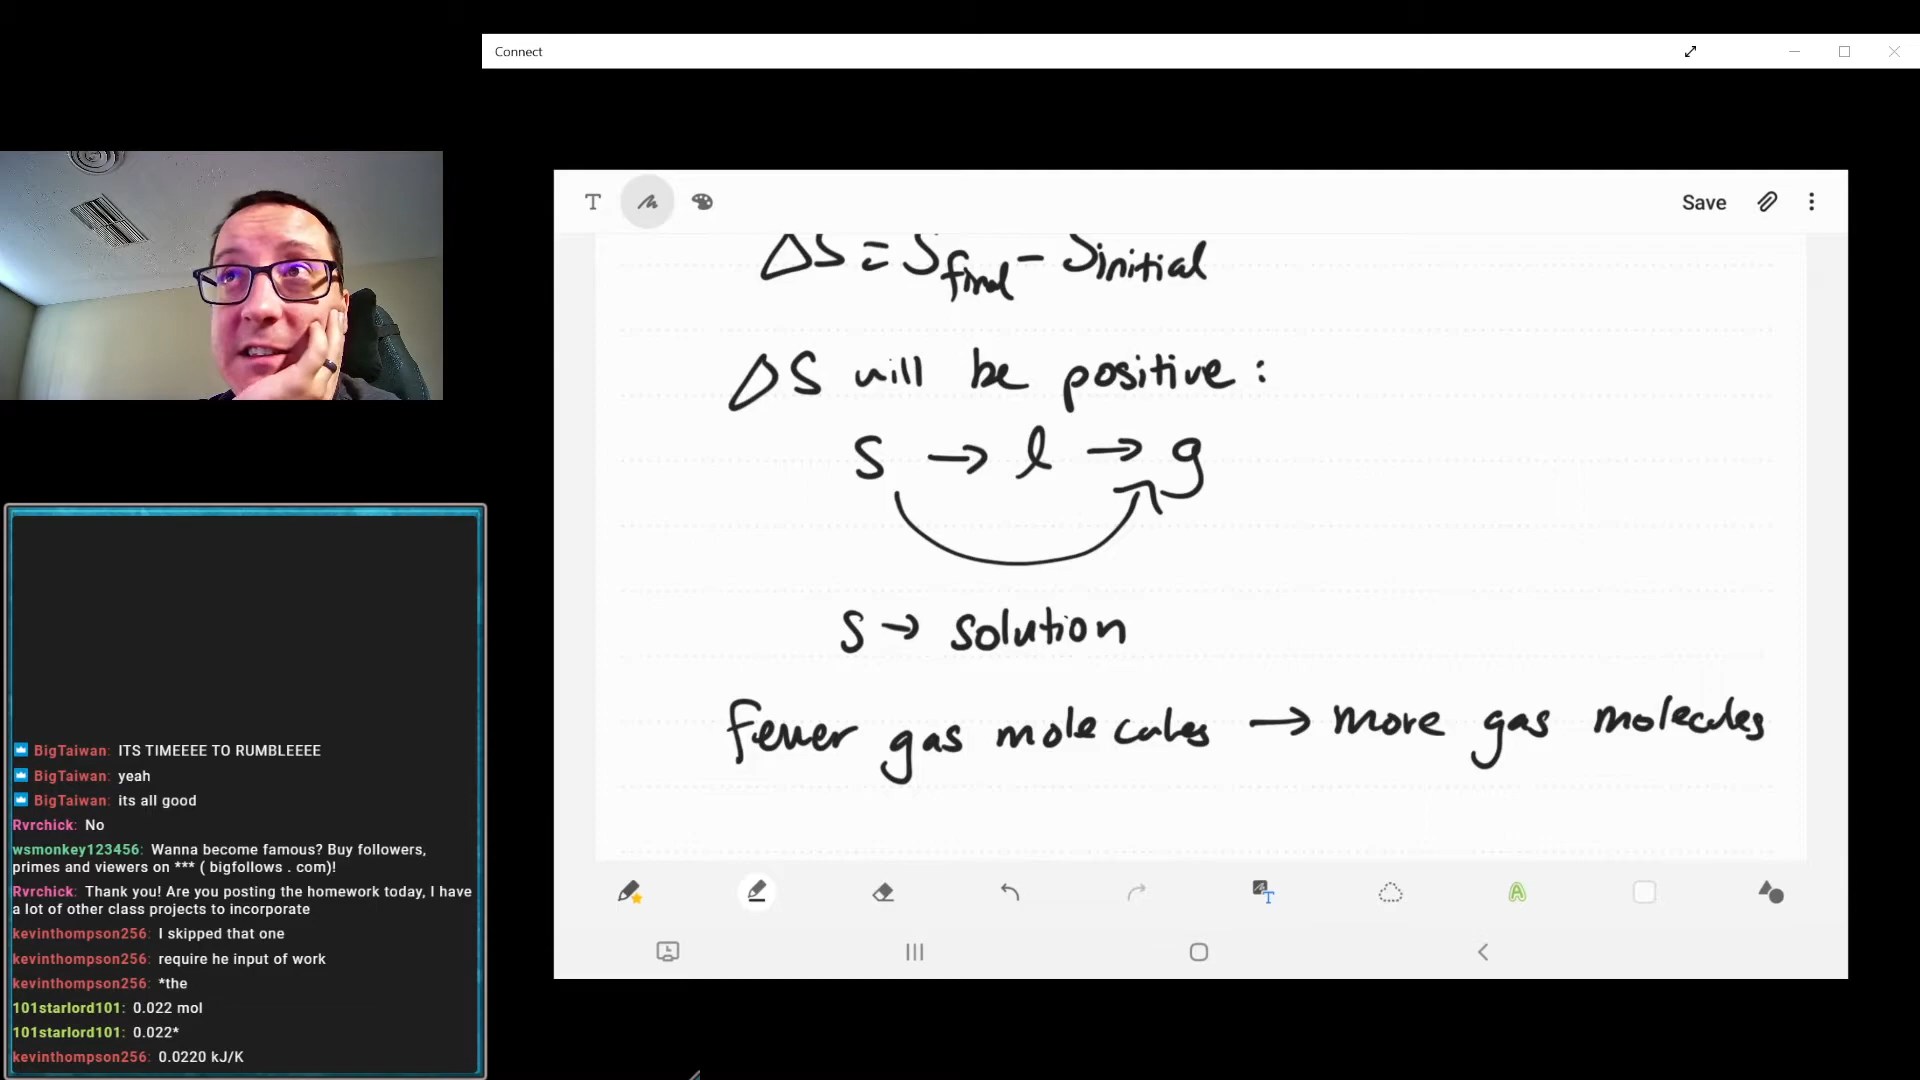 Connect
Save
ΔS = Sfinal - Sinitial
ΔS will be positive:
s → l → g
s → solution
fewer gas molecules → more gas molecules
BigTaiwan: ITS TIMEEEE TO RUMBLEEEE
BigTaiwan: yeah
BigTaiwan: its all good
Rvrchick: No
wsmonkey123456: Wanna become famous? Buy followers,
primes and viewers on *** ( bigfollows . com)!
Rvrchick: Thank you! Are you posting the homework today, I have
a lot of other class projects to incorporate
kevinthompson256: I skipped that one
kevinthompson256: require he input of work
kevinthompson256: *the
101starlord101: 0.022 mol
101starlord101: 0.022*
kevinthompson256: 0.0220 kJ/K